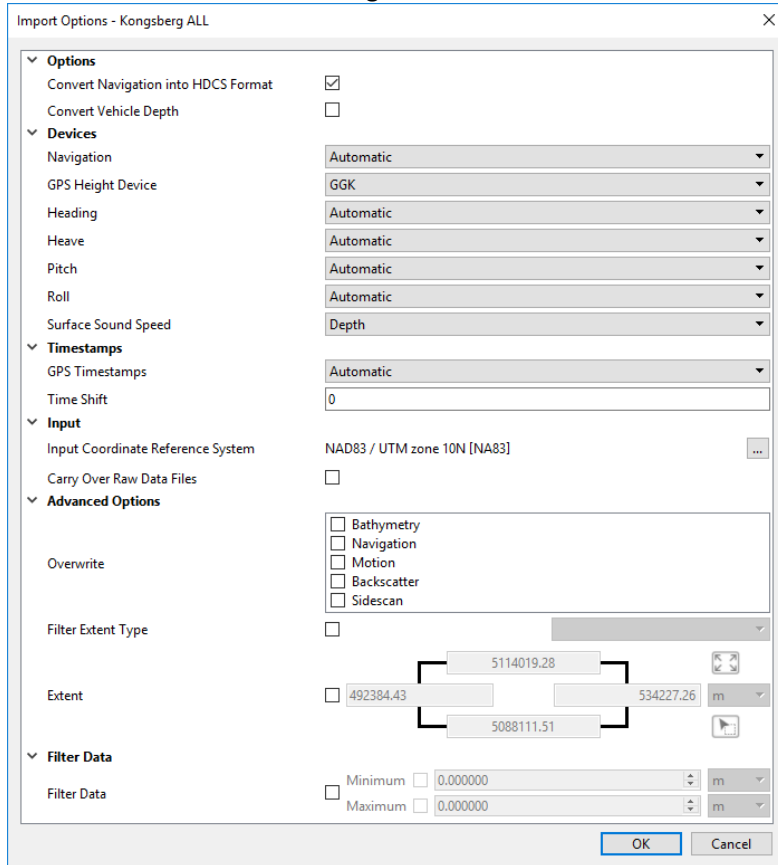 Import Options - Kongsberg ALL
Options
Convert Navigation into HDCS Format
Convert Vehicle Depth
Devices
Navigation Automatic
GPS Height Device GGK
Heading Automatic
Heave Automatic
Pitch Automatic
Roll Automatic
Surface Sound Speed Depth
Timestamps
GPS Timestamps Automatic
Time Shift 0
Input
Input Coordinate Reference System NAD83 / UTM zone 10N [NA83] ...
Carry Over Raw Data Files
Advanced Options
Bathymetry
Navigation
Overwrite Motion
Backscatter
Sidescan
Filter Extent Type
5114019.28
Extent 492384.43 534227.26 m
5088111.51
Filter Data
Minimum 0.000000 m
Filter Data
Maximum 0.000000 m
OK Cancel